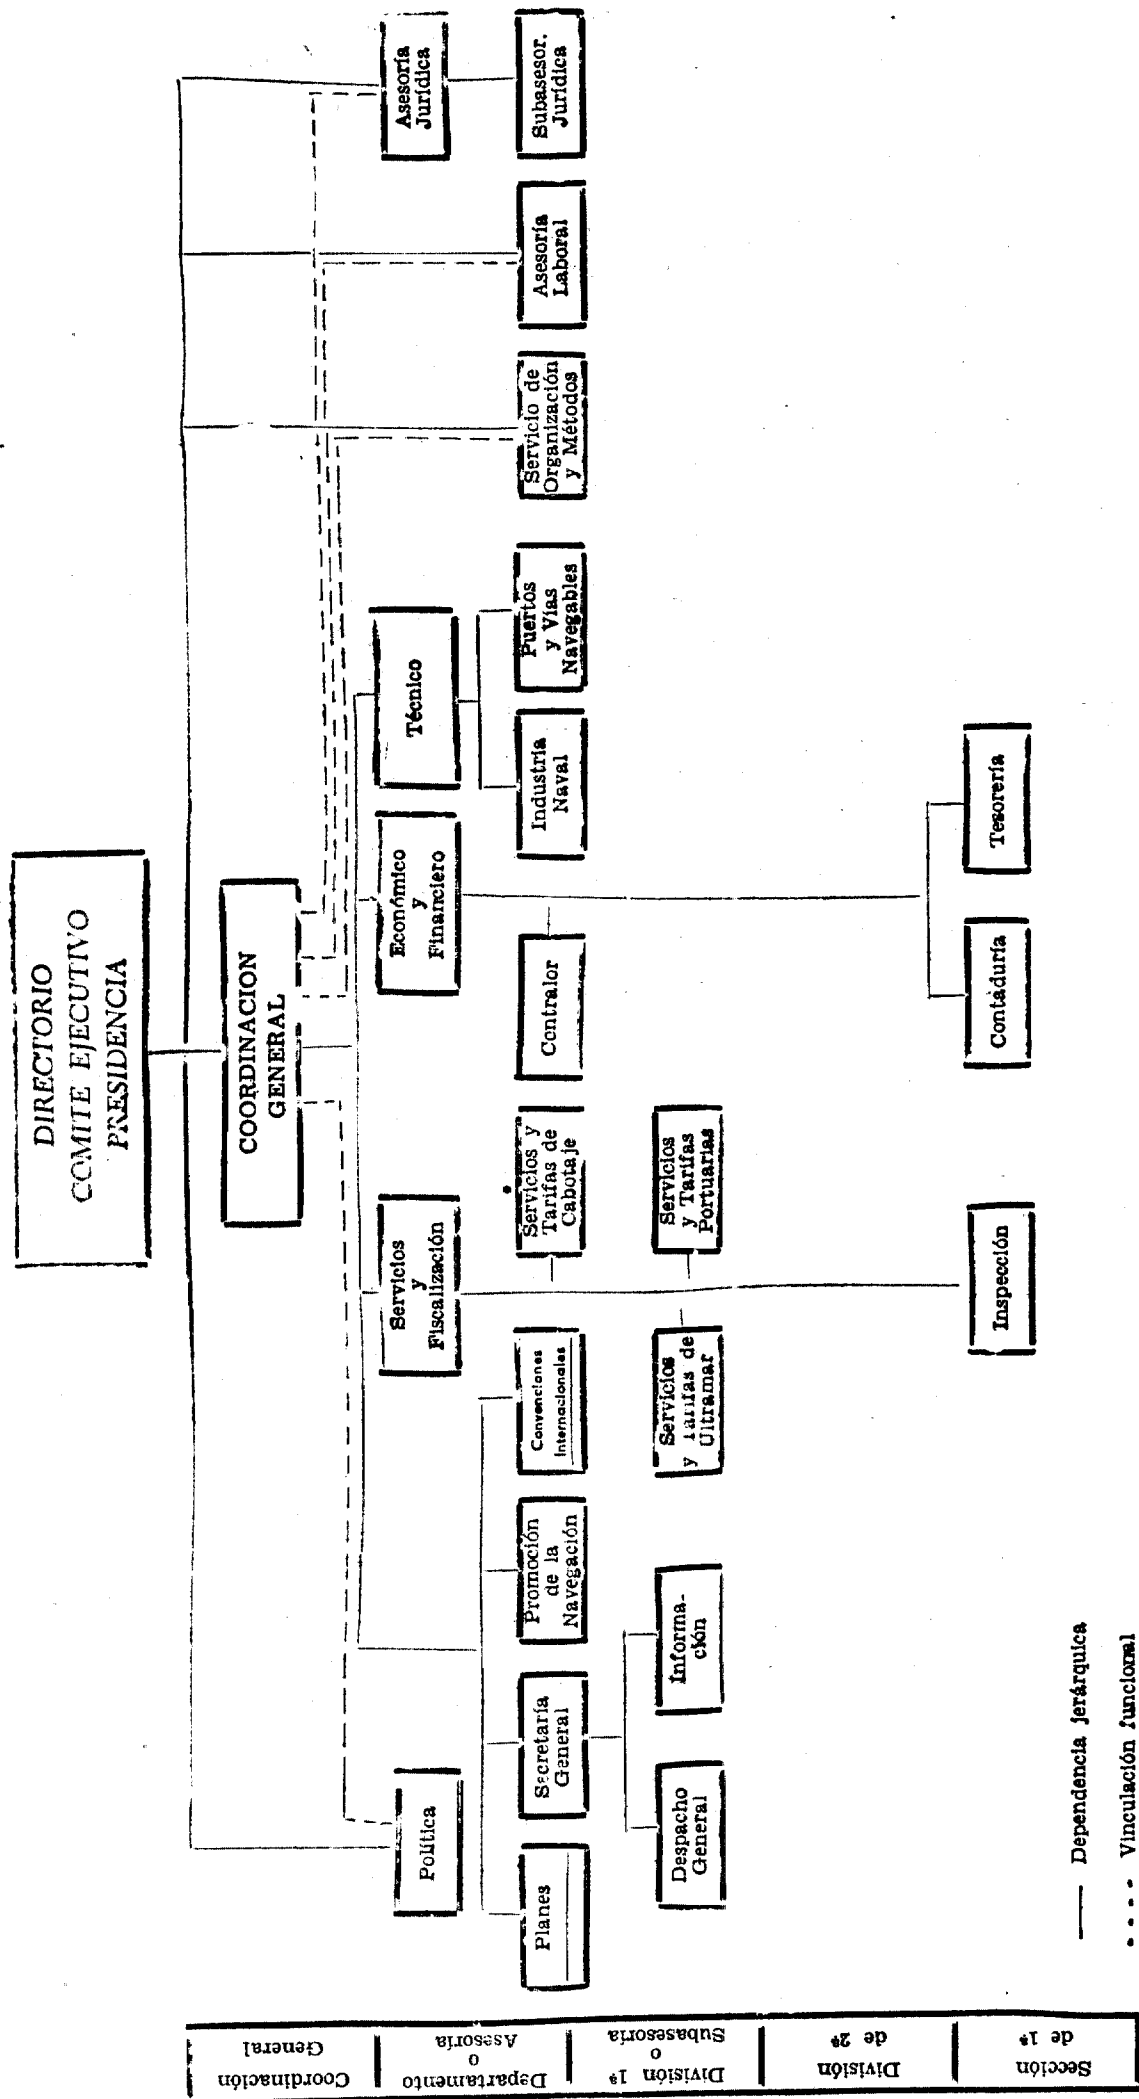 DIRECTORIO
COMITE EJECUTIVO
PRESIDENCIA
COORDINACION
GENERAL
Política
Servicios
y
Fiscalización
Económico
y
Financiero
Técnico
Asesoría
Jurídica
Planes
Secretaría
General
Promoción
de la
Navegación
Convenciones
Internacionales
Servicios y
Tarifas de
Cabotaje
Contralor
Industria
Naval
Puertos
y Vías
Navegables
Servicio de
Organización
y Métodos
Asesoría
Laboral
Subasesor.
Jurídica
Despacho
General
Informa-
ción
Servicios
y Tarifas de
Ultramar
Servicios
y Tarifas
Portuarias
Inspección
Contaduría
Tesorería
Dependencia jerárquica
Vinculación funcional
Coordinación
General
Departamento
o
Asesoría
División 1ª
o
Subasesoría
División
de 2ª
Sección
de 1ª